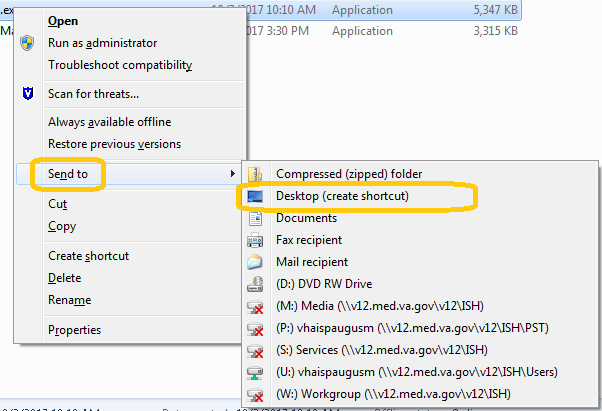 .ex 10/3/2017 10:10 AM Application 5,347 KB
Ma 2017 3:30 PM Application 3,315 KB
Open
Run as administrator
Troubleshoot compatibility
Scan for threats...
Always available offline
Restore previous versions
Send to
Cut
Copy
Create shortcut
Delete
Rename
Properties
Compressed (zipped) folder
Desktop (create shortcut)
Documents
Fax recipient
Mail recipient
(D:) DVD RW Drive
(M:) Media (\\v12.med.va.gov\v12\ISH)
(P:) vhaispaugusm (\\v12.med.va.gov\v12\ISH\PST)
(S:) Services (\\v12.med.va.gov\v12\ISH)
(U:) vhaispaugusm (\\v12.med.va.gov\v12\ISH\Users)
(W:) Workgroup (\\v12.med.va.gov\v12\ISH)